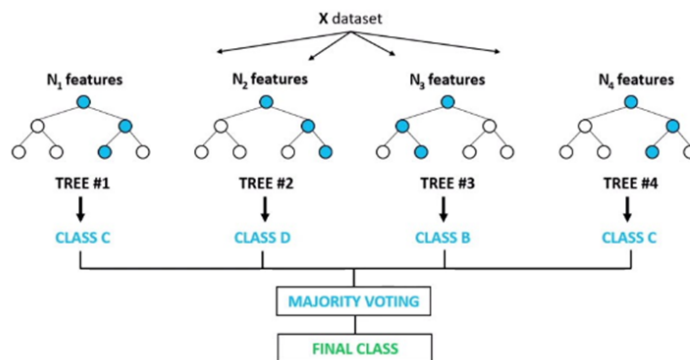 X dataset
N₁ features N₂ features N₃ features N₄ features
TREE #1 TREE #2 TREE #3 TREE #4
CLASS C CLASS D CLASS B CLASS C
MAJORITY VOTING
FINAL CLASS